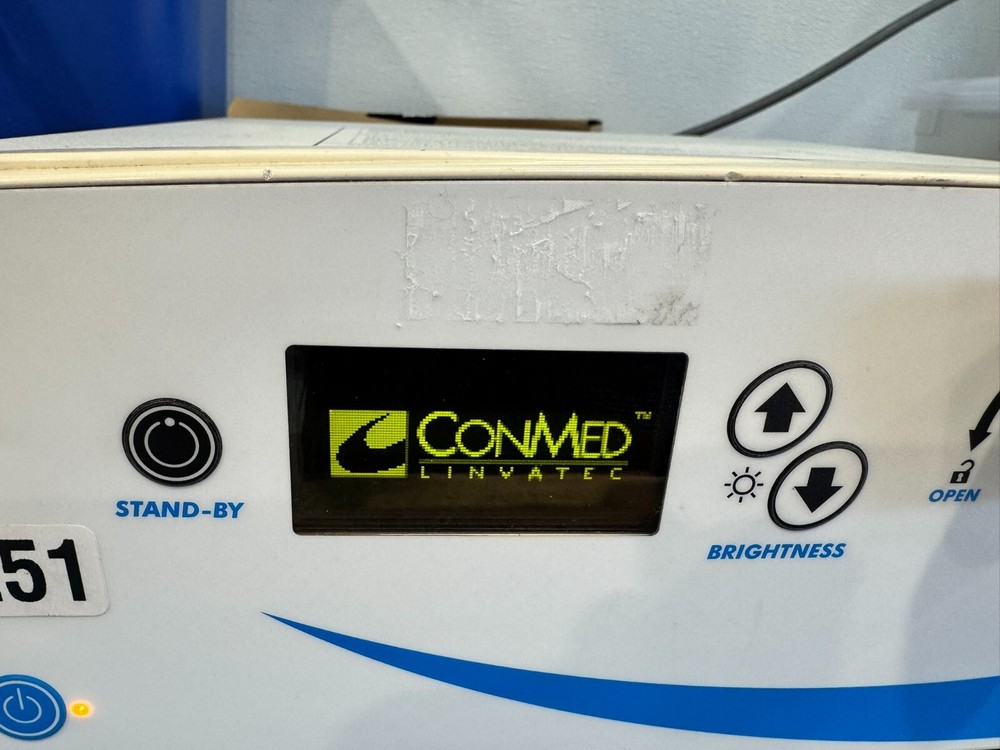 CONMED™
LINVATEC
STAND-BY
BRIGHTNESS
OPEN
51